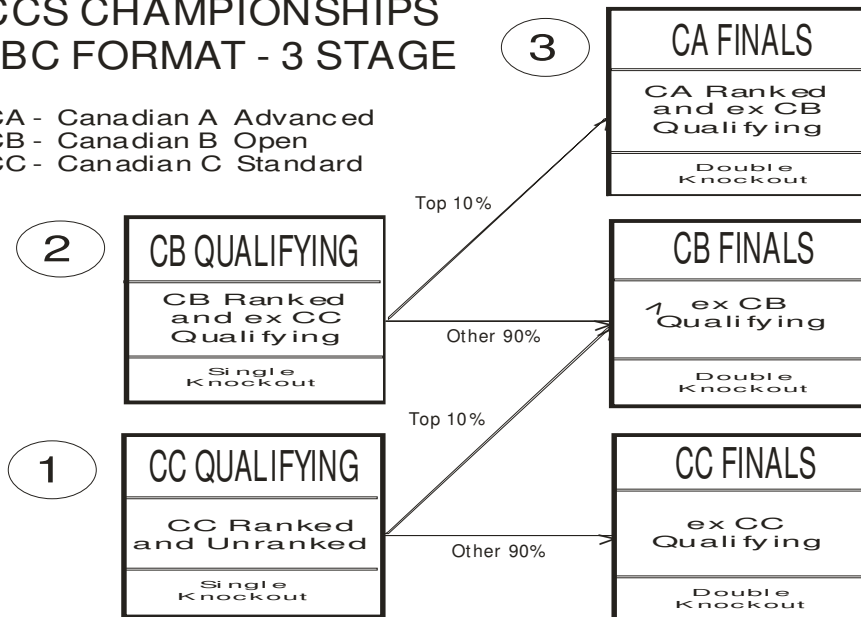 CCS CHAMPIONSHIPS
BC FORMAT - 3 STAGE
CA - Canadian A Advanced
CB - Canadian B Open
CC - Canadian C Standard
3
CA FINALS
CA Ranked
and ex CB
Qualifying
Double
Knockout
Top 10%
2
CB QUALIFYING
CB Ranked
and ex CC
Qualifying
Single
Knockout
Other 90%
CB FINALS
ex CB
Qualifying
Double
Knockout
Top 10%
1
CC QUALIFYING
CC Ranked
and Unranked
Single
Knockout
Other 90%
CC FINALS
ex CC
Qualifying
Double
Knockout